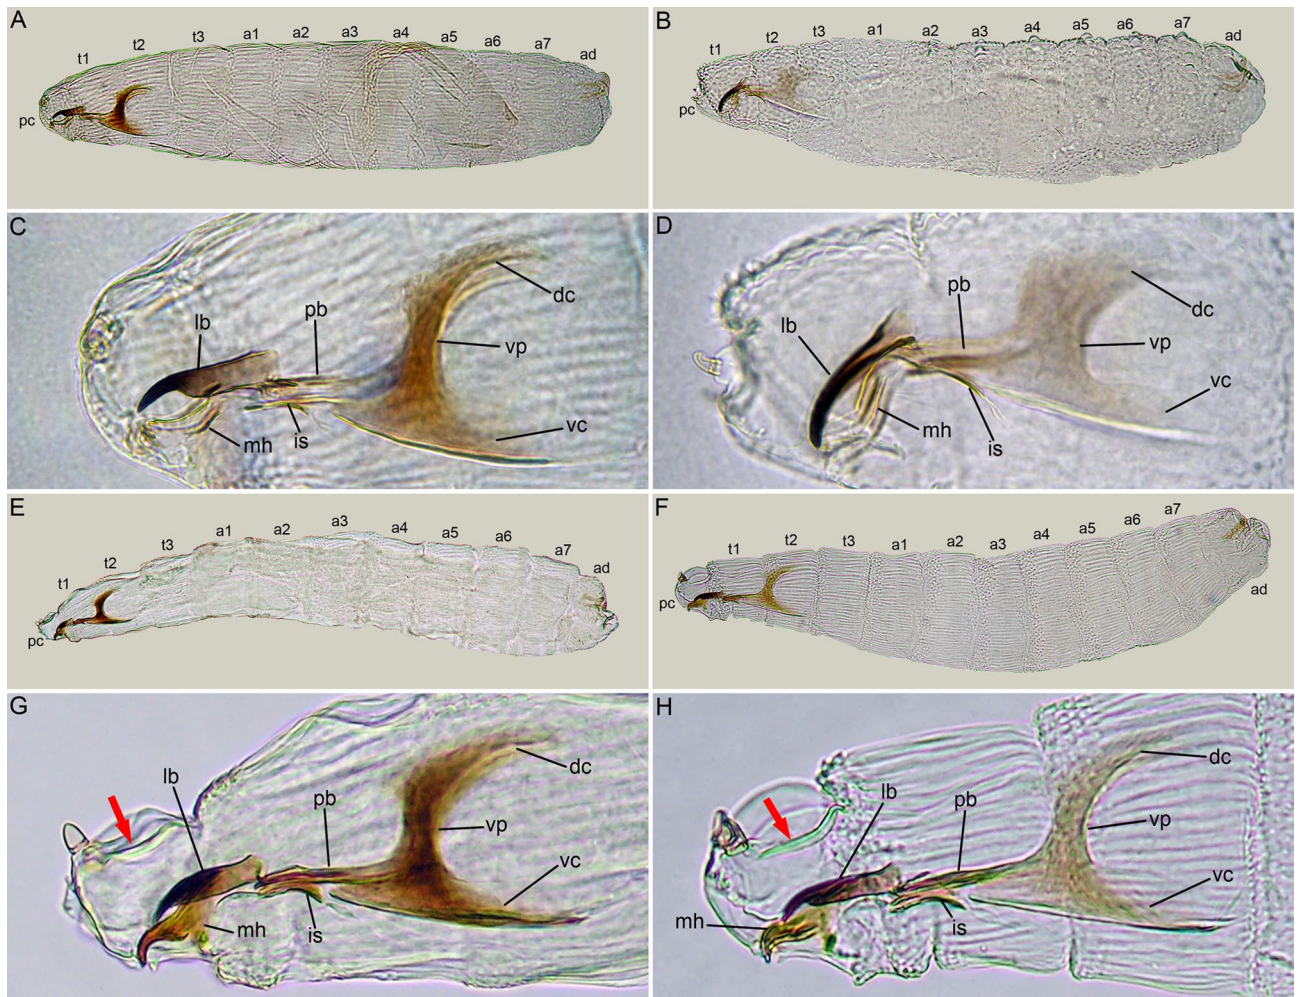 A
t1 t2 t3 a1 a2 a3 a4 a5 a6 a7 ad
pc
B
t1 t2 t3 a1 a2 a3 a4 a5 a6 a7 ad
pc
C
lb pb dc
vp
mh is vc
D
lb pb dc
vp
mh is vc
E
t1 t2 t3 a1 a2 a3 a4 a5 a6 a7 ad
pc
F
t1 t2 t3 a1 a2 a3 a4 a5 a6 a7
pc ad
G
lb pb dc
vp
vc
mh is
H
lb pb dc
vp
vc
mh is